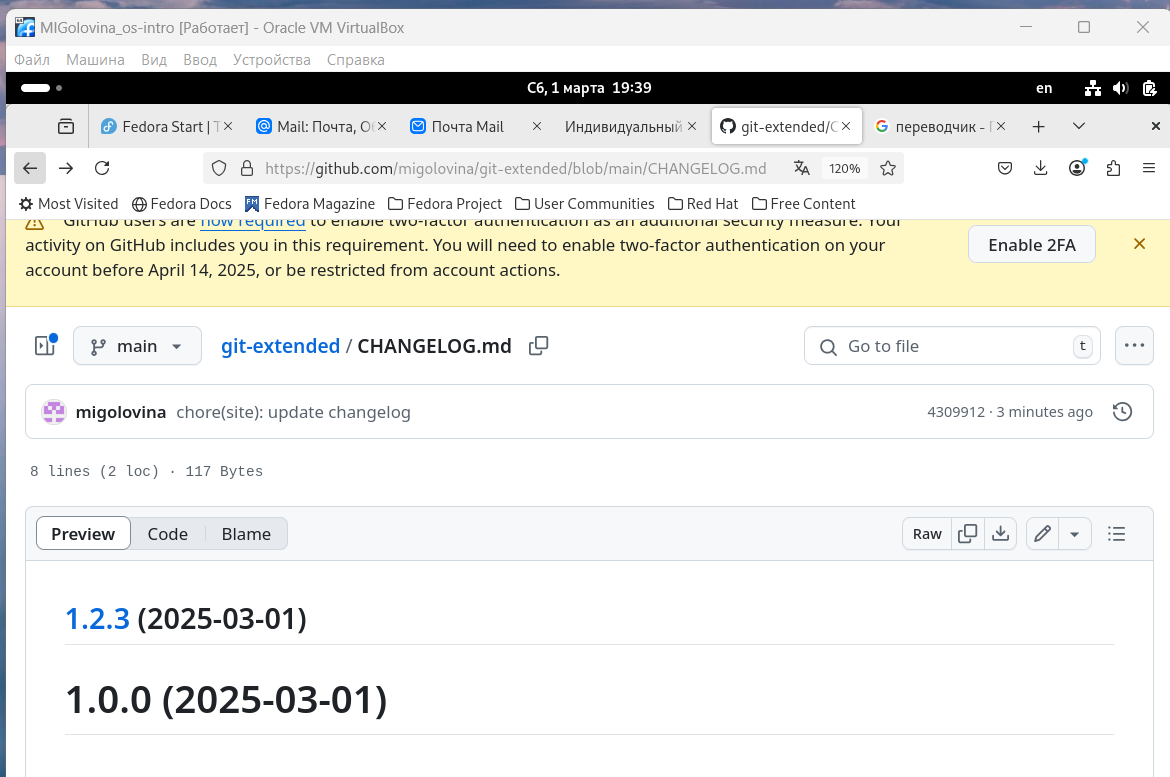 MIGolovina_os-intro [Работает] - Oracle VM VirtualBox
Файл Машина Вид Ввод Устройства Справка
Сб, 1 марта 19:39
en
Fedora Start | Mail: Почта, Почта Mail Индивидуальный git-extended/ переводчик -
https://github.com/migolovina/git-extended/blob/main/CHANGELOG.md 120%
Most Visited Fedora Docs Fedora Magazine Fedora Project User Communities Red Hat Free Content
GitHub users are now required to enable two-factor authentication as an additional security measure. Your
activity on GitHub includes you in this requirement. You will need to enable two-factor authentication on your
account before April 14, 2025, or be restricted from account actions.
Enable 2FA
main
git-extended / CHANGELOG.md
Go to file
t
migolovina chore(site): update changelog
4309912 · 3 minutes ago
8 lines (2 loc) · 117 Bytes
Preview Code Blame
Raw
1.2.3 (2025-03-01)
1.0.0 (2025-03-01)